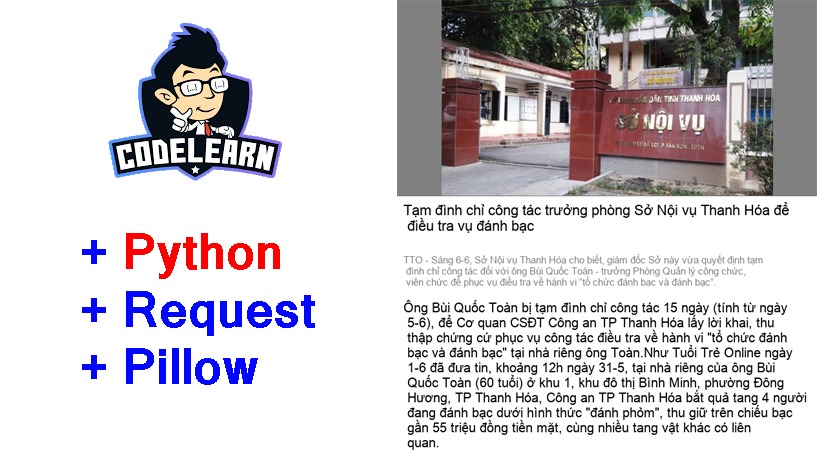 CODELEARN
+ Python
+ Request
+ Pillow
TỈNH THANH HÓA
SỞ NỘI VỤ
Tạm đình chỉ công tác trưởng phòng Sở Nội vụ Thanh Hóa để
điều tra vụ đánh bạc
TTO - Sáng 6-6, Sở Nội vụ Thanh Hóa cho biết, giám đốc Sở này vừa quyết định tạm
đình chỉ công tác đối với ông Bùi Quốc Toàn - trưởng Phòng Quản lý công chức,
viên chức để phục vụ điều tra về hành vi "tổ chức đánh bạc và đánh bạc".
Ông Bùi Quốc Toàn bị tạm đình chỉ công tác 15 ngày (tính từ ngày
5-6), để Cơ quan CSĐT Công an TP Thanh Hóa lấy lời khai, thu
thập chứng cứ phục vụ công tác điều tra về hành vi "tổ chức đánh
bạc và đánh bạc" tại nhà riêng ông Toàn.Như Tuổi Trẻ Online ngày
1-6 đã đưa tin, khoảng 12h ngày 31-5, tại nhà riêng của ông Bùi
Quốc Toàn (60 tuổi) ở khu 1, khu đô thị Bình Minh, phường Đông
Hương, TP Thanh Hóa, Công an TP Thanh Hóa bắt quả tang 4 người
đang đánh bạc dưới hình thức "đánh phỏm", thu giữ trên chiếu bạc
gần 55 triệu đồng tiền mặt, cùng nhiều tang vật khác có liên
quan.